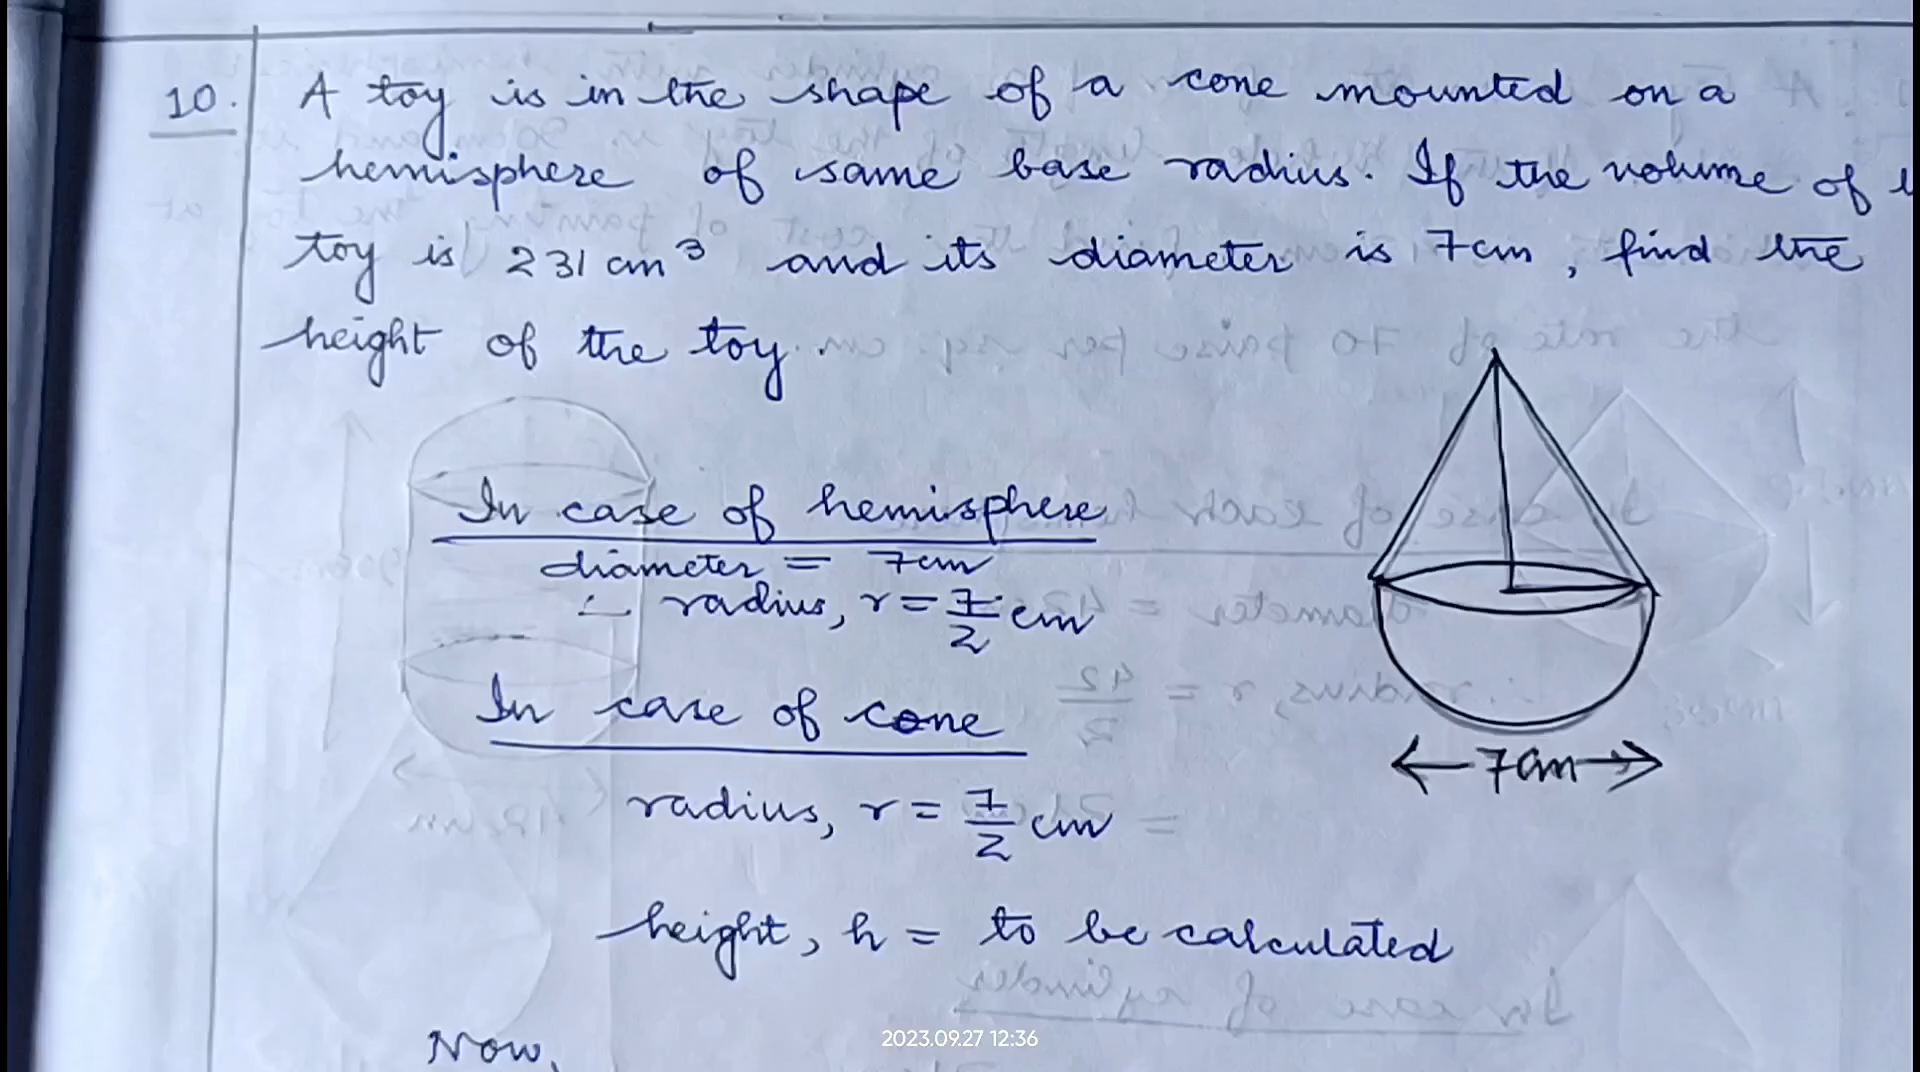 10. A toy is in the shape of a cone mounted on a
hemisphere of same base radius. If the volume of
toy is 231 cm³ and its diameter is 7cm, find the
height of the toy.
In case of hemisphere
diameter = 7cm
∴ radius, r = 7/2 cm
In case of cone
radius, r = 7/2 cm
height, h = to be calculated
7cm
Now,
2023.09.27 12:36